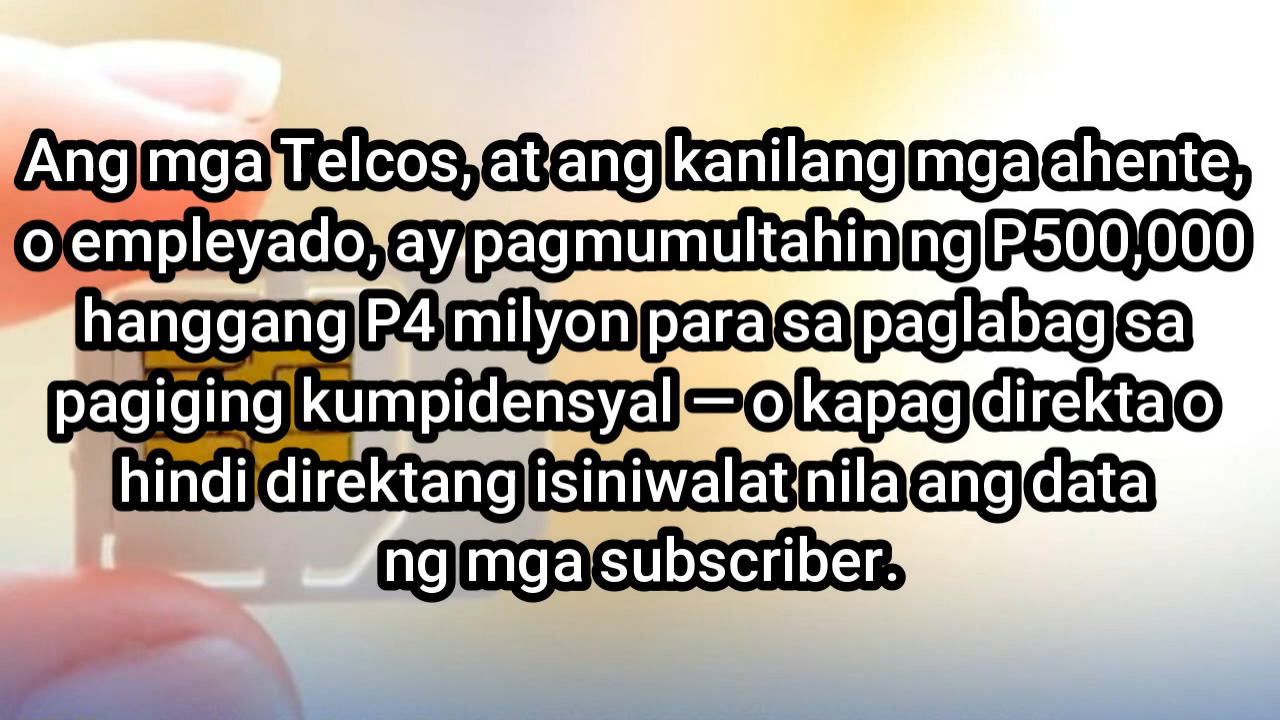 Ang mga Telcos, at ang kanilang mga ahente,
o empleyado, ay pagmumultahin ng P500,000
hanggang P4 milyon para sa paglabag sa
pagiging kumpidensyal — o kapag direkta o
hindi direktang isiniwalat nila ang data
ng mga subscriber.